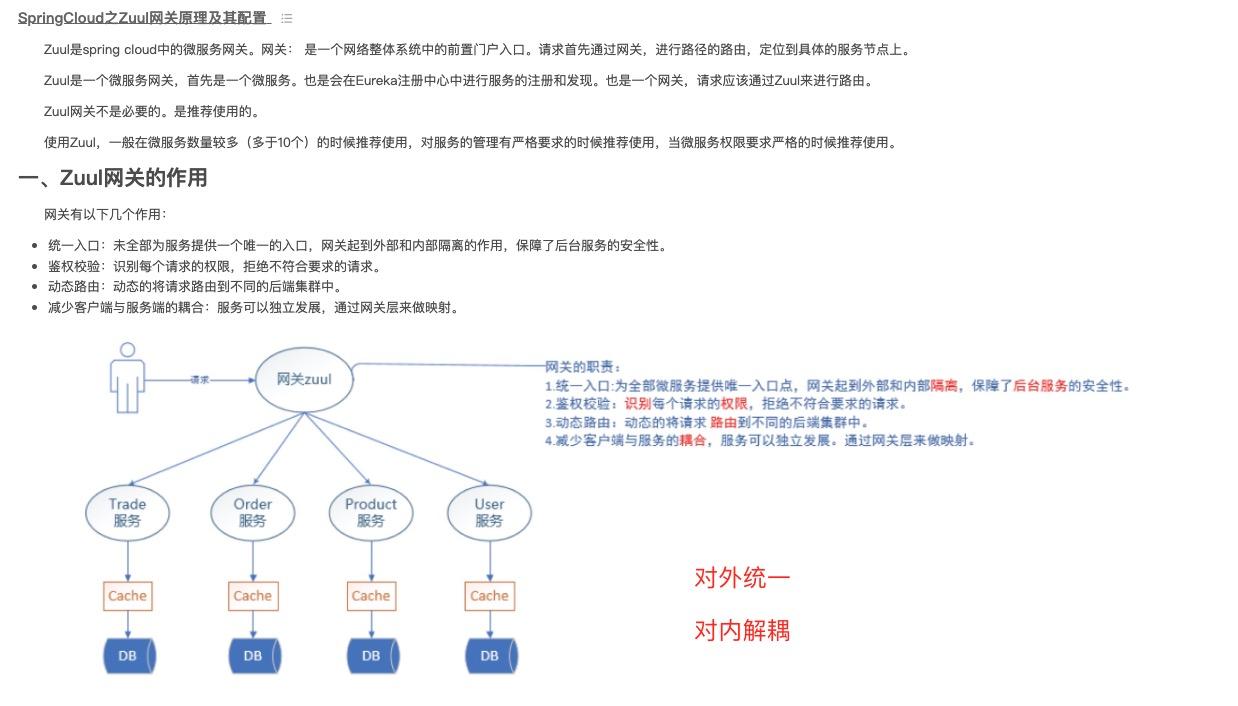 SpringCloud之Zuul网关原理及其配置
Zuul是spring cloud中的微服务网关。网关： 是一个网络整体系统中的前置门户入口。请求首先通过网关，进行路径的路由，定位到具体的服务节点上。
Zuul是一个微服务网关，首先是一个微服务。也是会在Eureka注册中心中进行服务的注册和发现。也是一个网关，请求应该通过Zuul来进行路由。
Zuul网关不是必要的。是推荐使用的。
使用Zuul，一般在微服务数量较多（多于10个）的时候推荐使用，对服务的管理有严格要求的时候推荐使用，当微服务权限要求严格的时候推荐使用。
一、Zuul网关的作用
网关有以下几个作用：
统一入口：未全部为服务提供一个唯一的入口，网关起到外部和内部隔离的作用，保障了后台服务的安全性。
鉴权校验：识别每个请求的权限，拒绝不符合要求的请求。
动态路由：动态的将请求路由到不同的后端集群中。
减少客户端与服务端的耦合：服务可以独立发展，通过网关层来做映射。
请求
网关zuul
网关的职责：
1.统一入口:为全部微服务提供唯一入口点，网关起到外部和内部隔离，保障了后台服务的安全性。
2.鉴权校验：识别每个请求的权限，拒绝不符合要求的请求。
3.动态路由：动态的将请求 路由到不同的后端集群中。
4.减少客户端与服务的耦合，服务可以独立发展。通过网关层来做映射。
Trade
服务
Order
服务
Product
服务
User
服务
Cache
Cache
Cache
Cache
DB
DB
DB
DB
对外统一
对内解耦